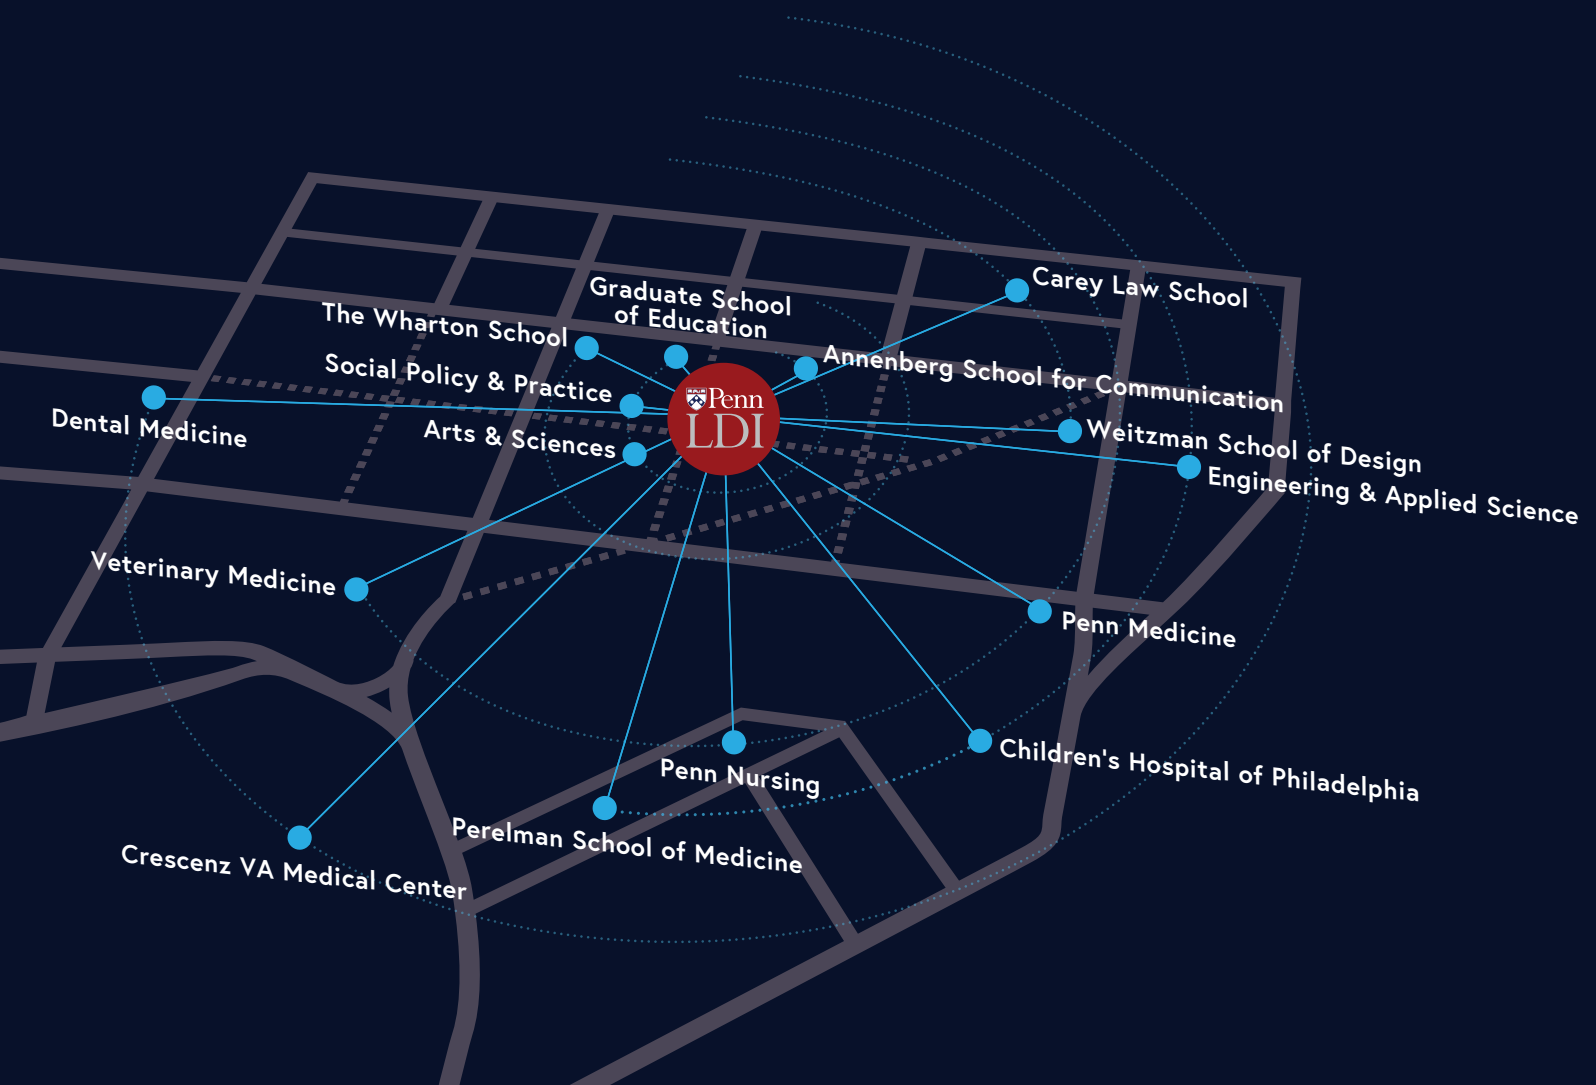 Carey Law School
Graduate School
of Education
The Wharton School
Annenberg School for Communication
Social Policy & Practice
Penn
LDI
Dental Medicine
Arts & Sciences
Weitzman School of Design
Engineering & Applied Science
Veterinary Medicine
Penn Medicine
Children's Hospital of Philadelphia
Penn Nursing
Perelman School of Medicine
Crescenz VA Medical Center